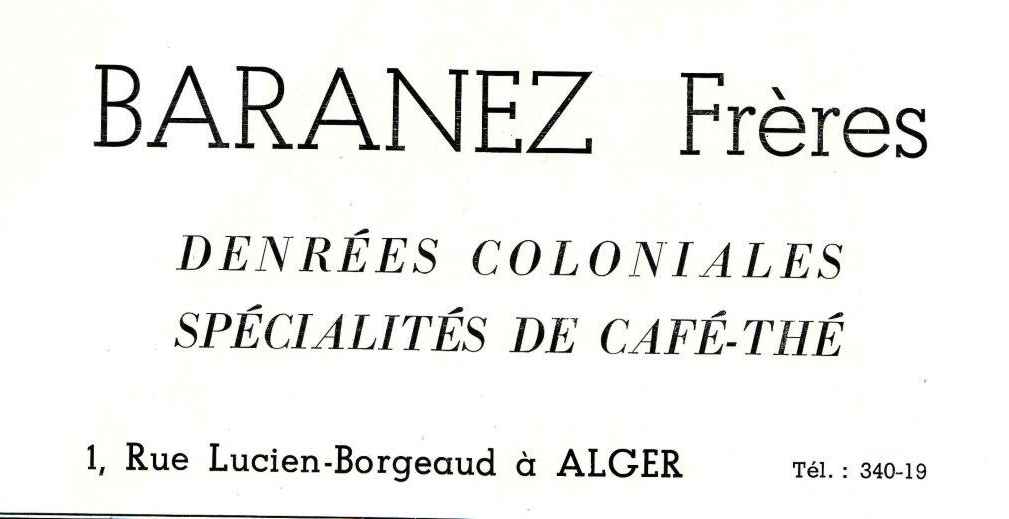 BARANEZ Frères
DENRÉES COLONIALES
SPÉCIALITÉS DE CAFÉ-THÉ
1, Rue Lucien-Borgeaud à ALGER Tél. : 340-19